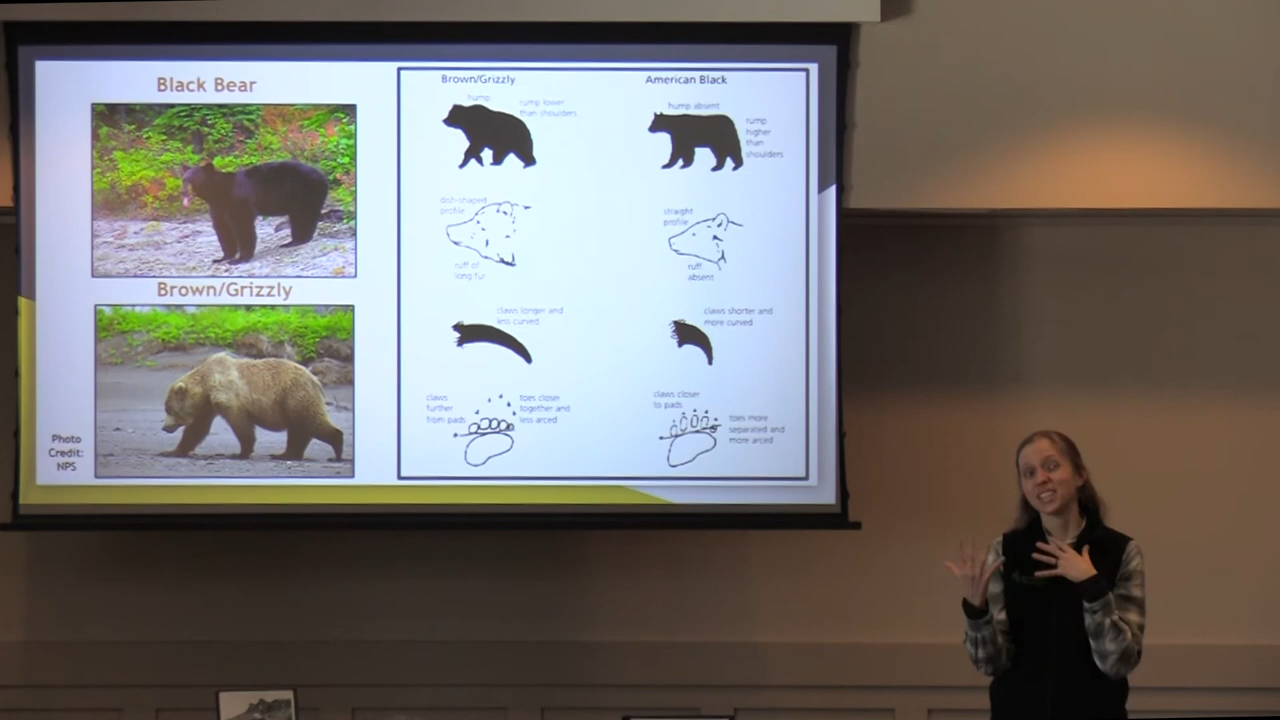 Black Bear
Brown/Grizzly
Photo
Credit:
NPS
Brown/Grizzly
hump
rump lower
than shoulders
dish-shaped
profile
ruff of
long fur
claws longer and
less curved
claws
further
from pads
toes closer
together and
less arced
American Black
hump absent
rump
higher
than
shoulders
straight
profile
ruff
absent
claws shorter and
more curved
claws closer
to pads
toes more
separated and
more arced